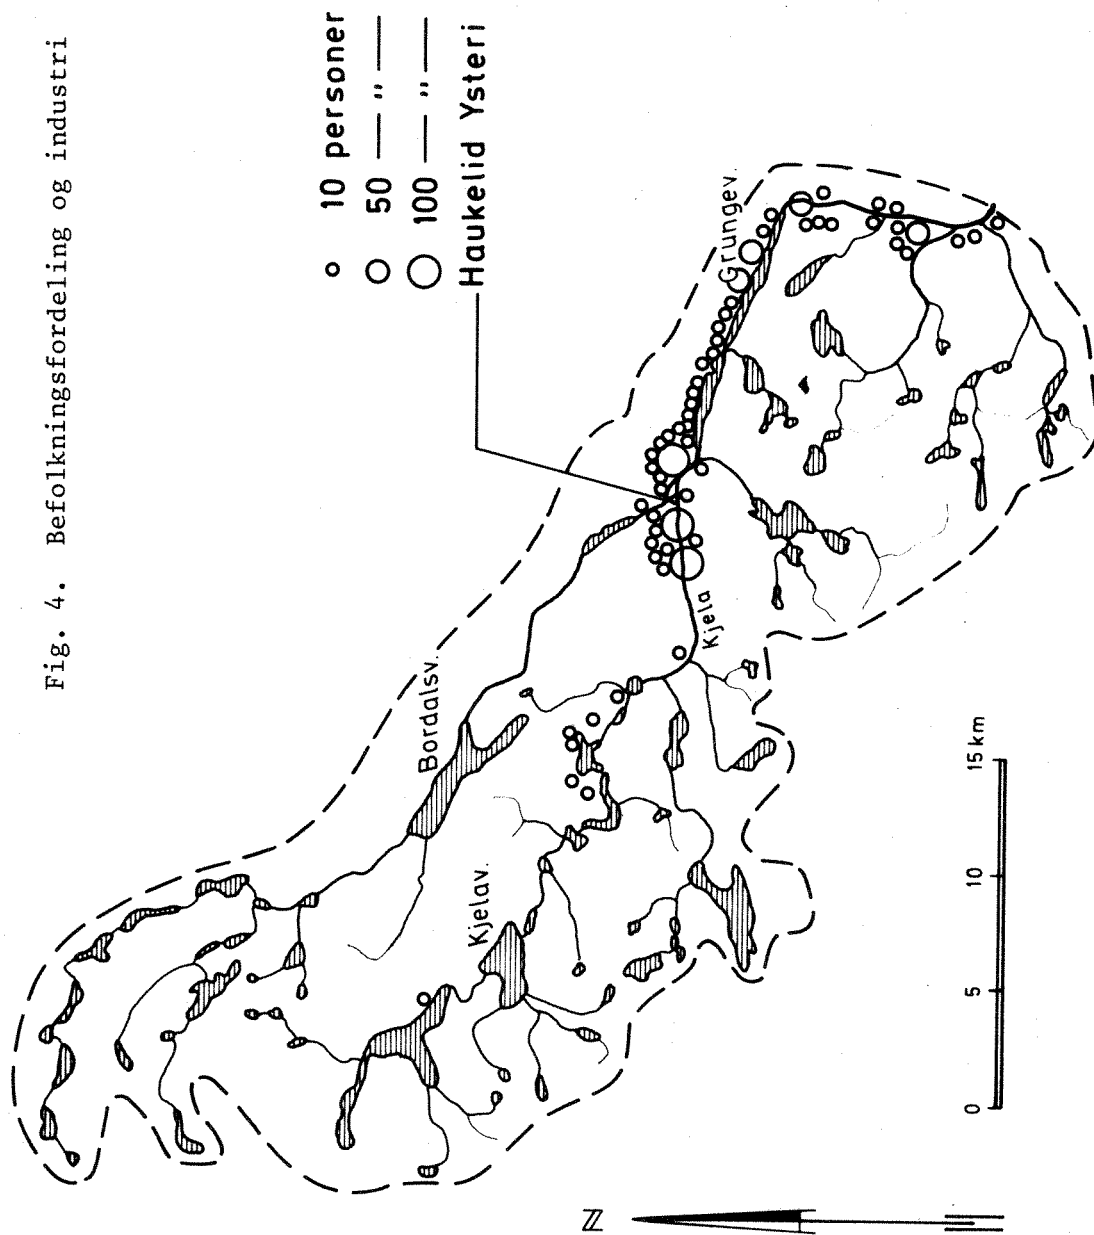 Fig. 4. Befolkningsfordeling og industri
10 personer
50 — " —
100 — " —
Haukelid Ysteri
Grungev.
Kjela
Bordalsv.
Kjelav.
0 5 10 15 km
N